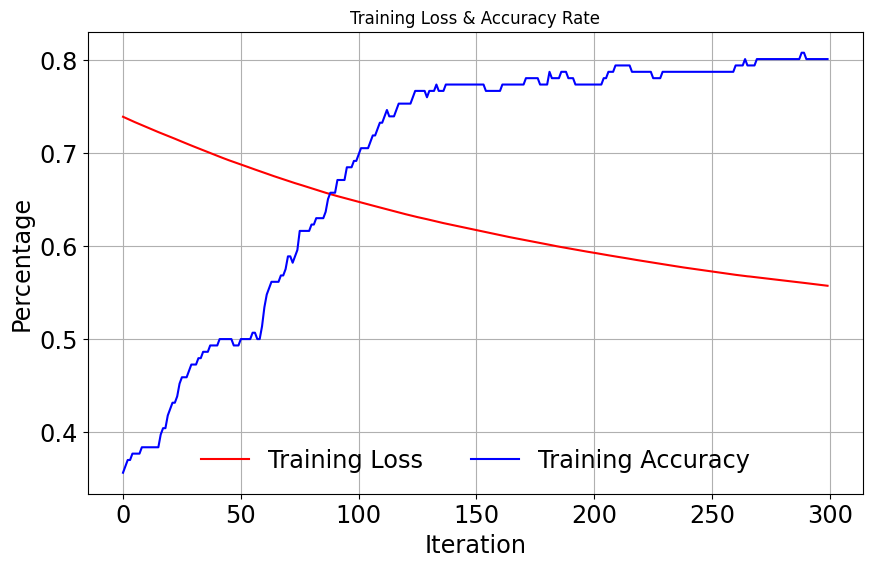 Training Loss & Accuracy Rate
0.8
0.7
0.6
0.5
0.4
Percentage
Training Loss Training Accuracy
0 50 100 150 200 250 300
Iteration